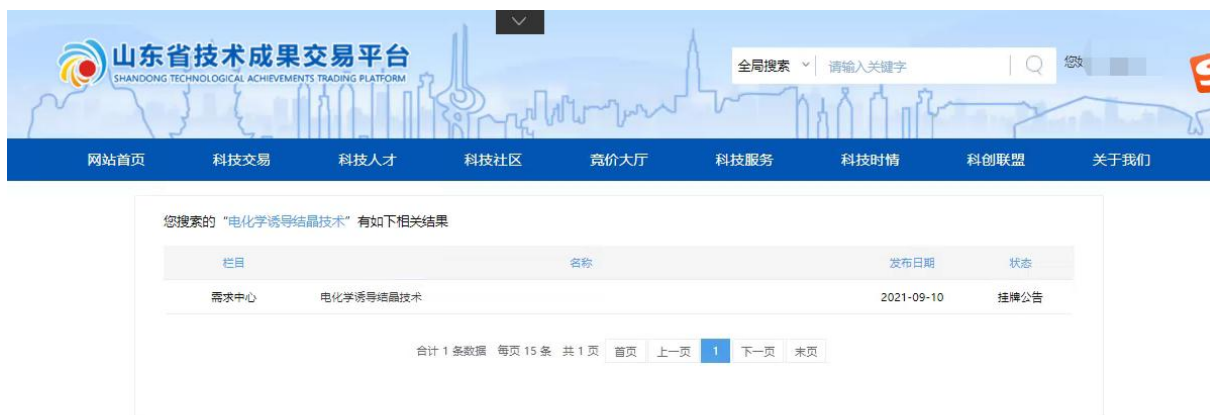 山东省技术成果交易平台
SHANDONG TECHNOLOGICAL ACHIEVEMENTS TRADING PLATFORM
全局搜索 请输入关键字
网站首页 科技交易 科技人才 科技社区 竞价大厅 科技服务 科技时情 科创联盟 关于我们
您搜索的“电化学诱导结晶技术”有如下相关结果
栏目 名称 发布日期 状态
需求中心 电化学诱导结晶技术 2021-09-10 挂牌公告
合计 1 条数据 每页 15 条 共 1 页 首页 上一页 1 下一页 末页